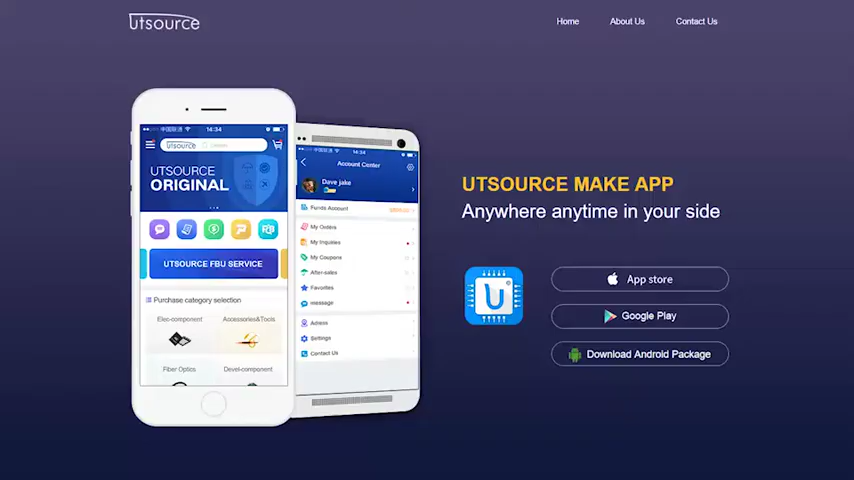 utsource
Home
About Us
Contact Us
14:34
utsource
UTSOURCE
ORIGINAL
UTSOURCE FBU SERVICE
Purchase category selection
Elec-component
Accessories&Tools
Fiber Optics
Devel-component
14:34
Account Center
Dave jake
Funds Account
My Orders
My Inquiries
My Coupons
After-sales
Favorites
message
Adress
Settings
Contact Us
UTSOURCE MAKE APP
Anywhere anytime in your side
U
App store
Google Play
Download Android Package